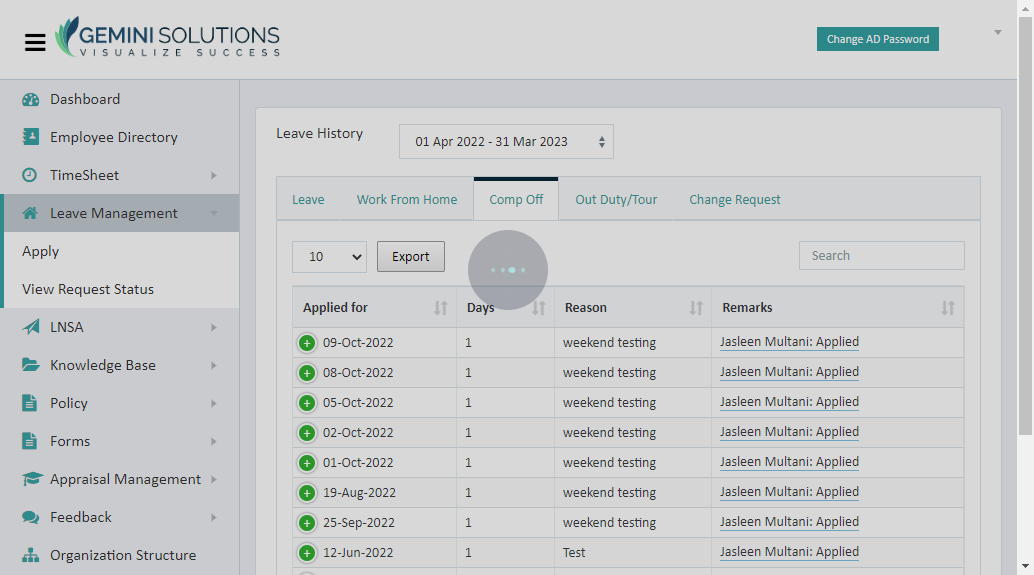 GEMINI SOLUTIONS
VISUALIZE SUCCESS
Change AD Password
Dashboard
Employee Directory
TimeSheet
Leave Management
Apply
View Request Status
LNSA
Knowledge Base
Policy
Forms
Appraisal Management
Feedback
Organization Structure
Leave History
01 Apr 2022 - 31 Mar 2023
Leave Work From Home Comp Off Out Duty/Tour Change Request
10 Export Search
Applied for Days Reason Remarks
09-Oct-2022 1 weekend testing Jasleen Multani: Applied
08-Oct-2022 1 weekend testing Jasleen Multani: Applied
05-Oct-2022 1 weekend testing Jasleen Multani: Applied
02-Oct-2022 1 weekend testing Jasleen Multani: Applied
01-Oct-2022 1 weekend testing Jasleen Multani: Applied
19-Aug-2022 1 weekend testing Jasleen Multani: Applied
25-Sep-2022 1 weekend testing Jasleen Multani: Applied
12-Jun-2022 1 Test Jasleen Multani: Applied